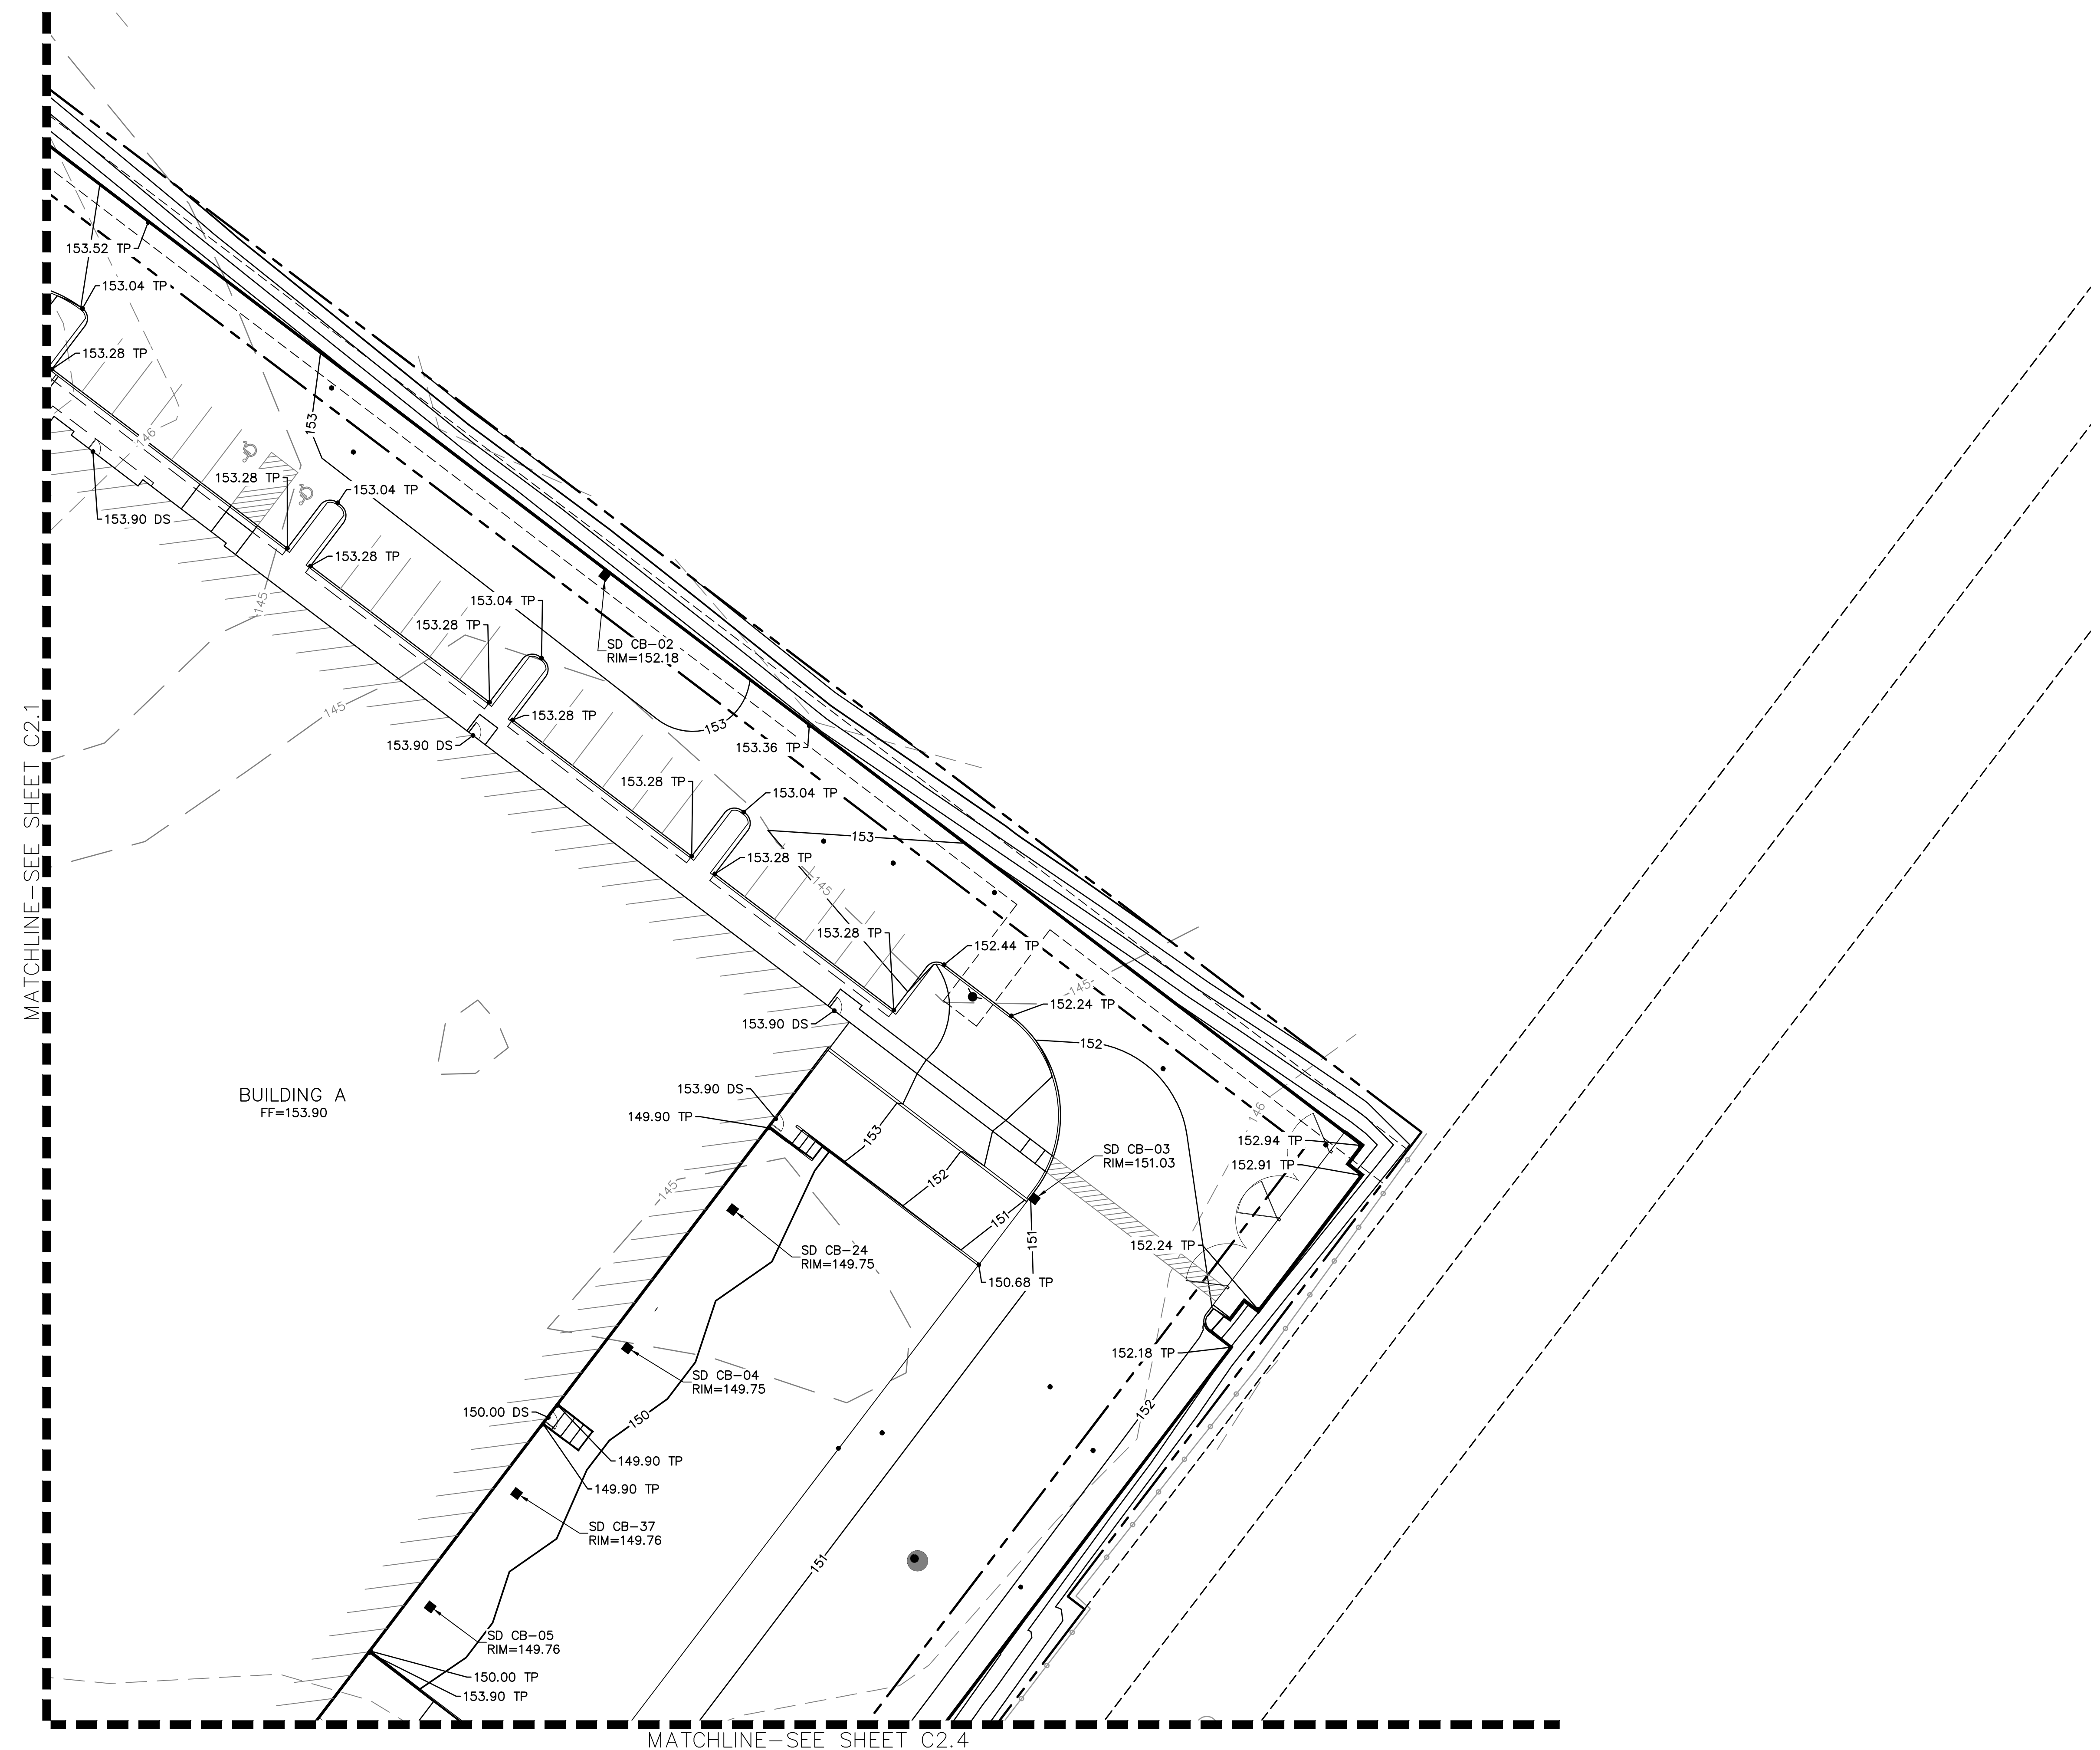 153.52 TP
153.04 TP
153.28 TP
153
146
153.28 TP
153.04 TP
153.90 DS
153.28 TP
145
153.04 TP
153.28 TP
SD CB-02
RIM=152.18
145
153.28 TP
153
153.90 DS
153.36 TP
153.28 TP
153.04 TP
153
153.28 TP
145
153.28 TP
152.44 TP
145
152.24 TP
153.90 DS
152
MATCHLINE-SEE SHEET C2.1
BUILDING A
FF=153.90
153.90 DS
149.90 TP
146
153
152.94 TP
SD CB-03
RIM=151.03
152.91 TP
152
145
151
151
152.24 TP
SD CB-24
RIM=149.75
150.68 TP
152.18 TP
SD CB-04
RIM=149.75
150.00 DS
150
152
149.90 TP
149.90 TP
SD CB-37
RIM=149.76
151
SD CB-05
RIM=149.76
150.00 TP
153.90 TP
MATCHLINE-SEE SHEET C2.4